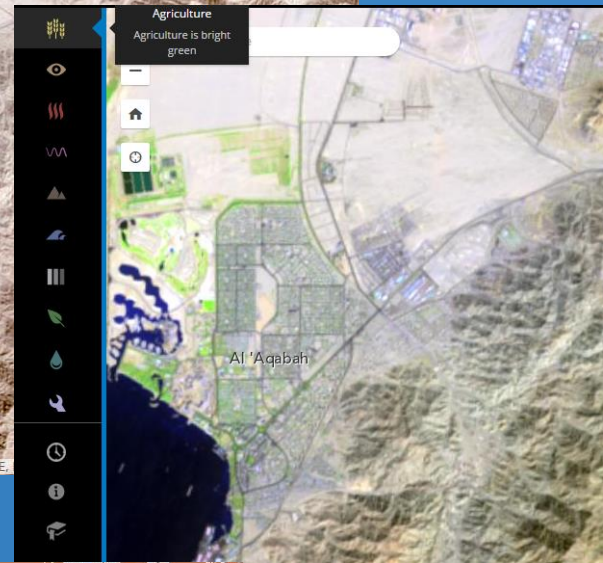 Agriculture
Agriculture is bright
green
Al 'Aqabah
E,